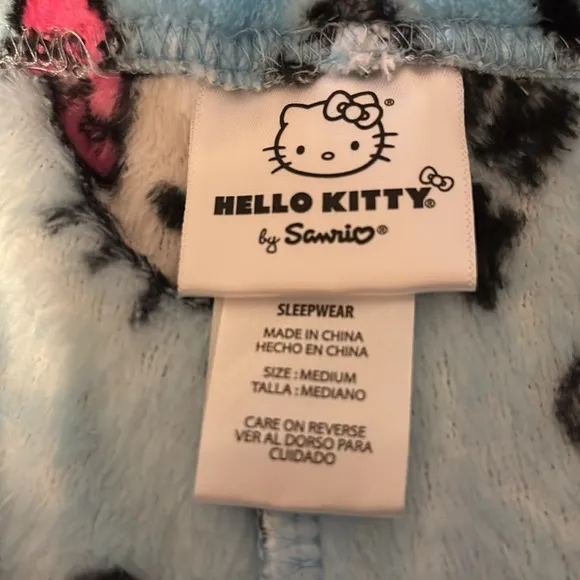 HELLO KITTY®
by Sanrio®
SLEEPWEAR
MADE IN CHINA
HECHO EN CHINA
SIZE : MEDIUM
TALLA : MEDIANO
CARE ON REVERSE
VER AL DORSO PARA
CUIDADO